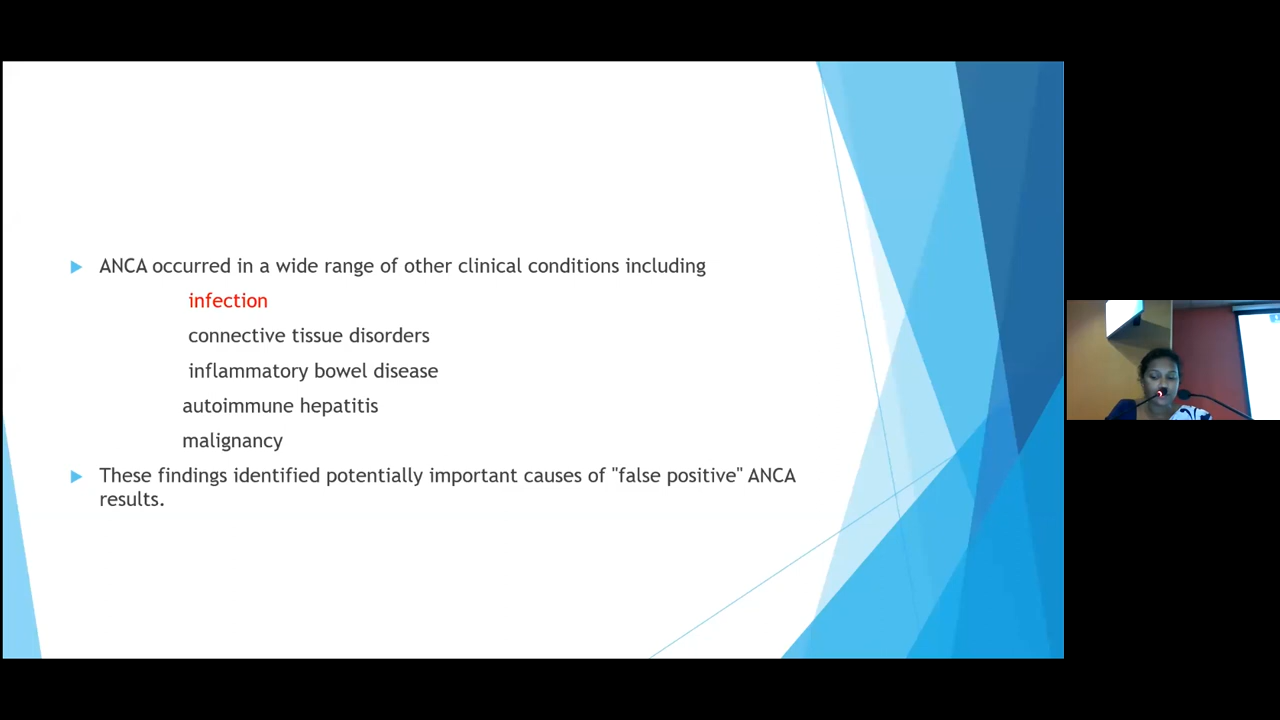 ANCA occurred in a wide range of other clinical conditions including
infection
connective tissue disorders
inflammatory bowel disease
autoimmune hepatitis
malignancy
These findings identified potentially important causes of "false positive" ANCA
results.